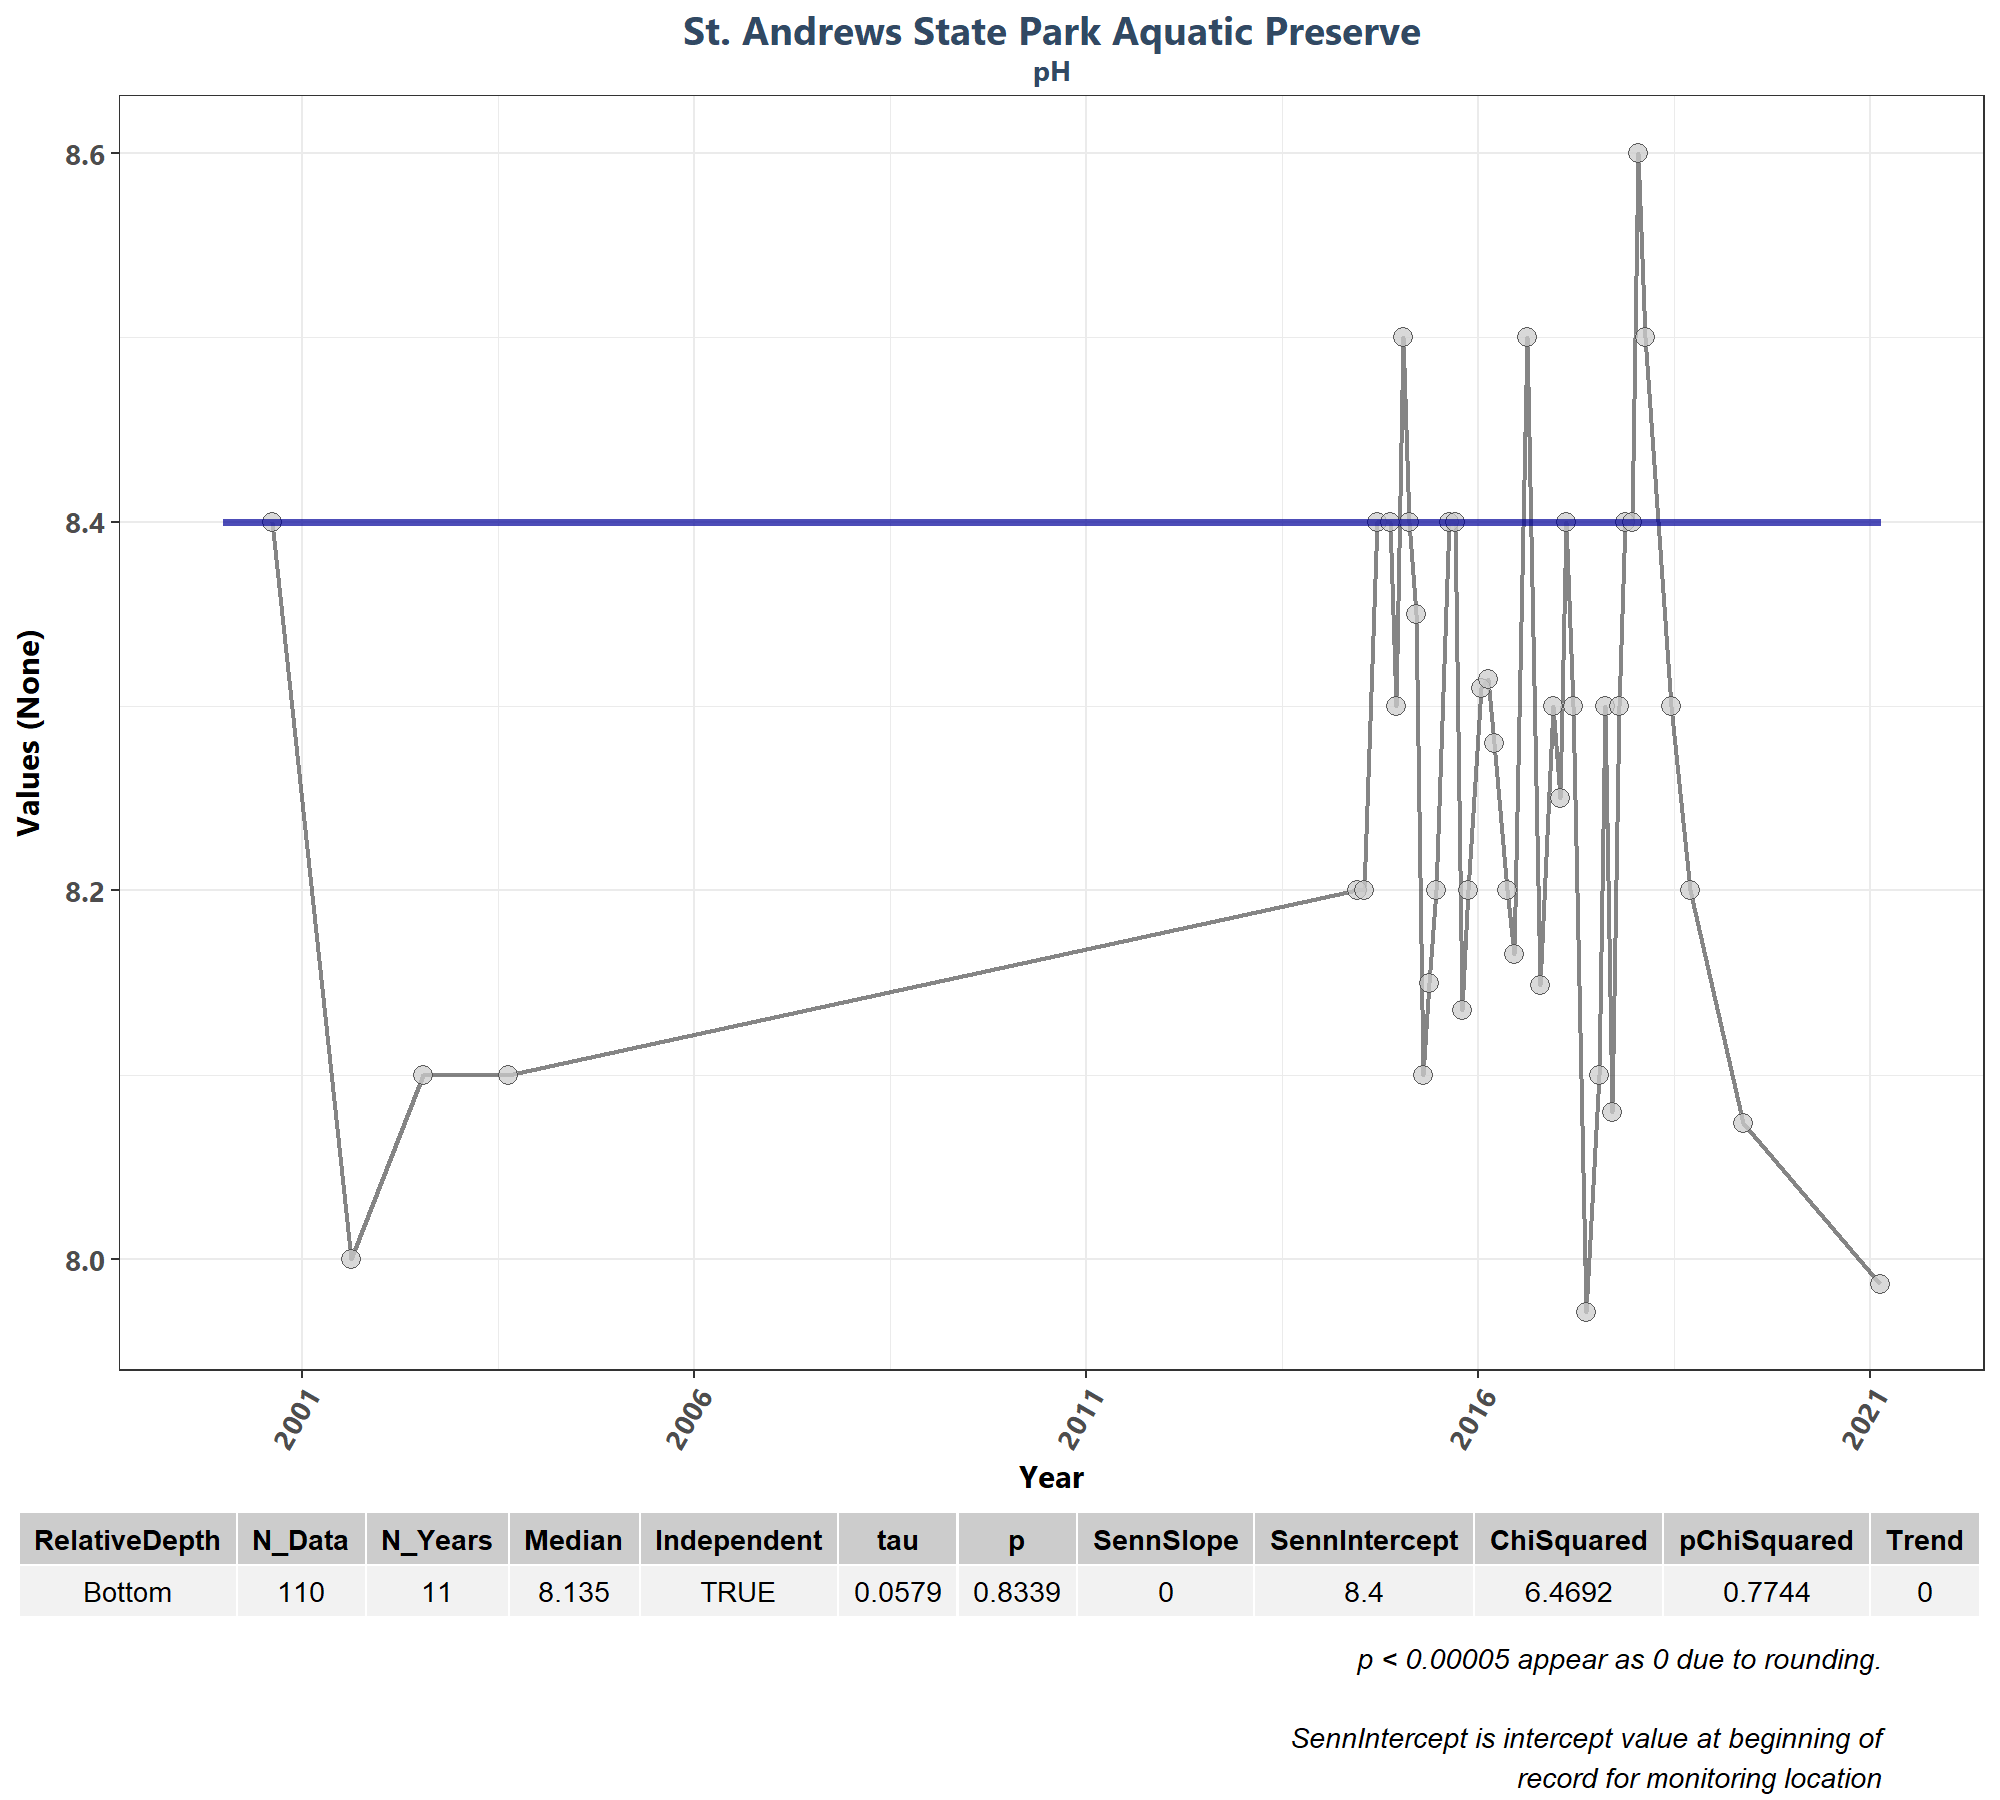 St. Andrews State Park Aquatic Preserve
pH
8.6
8.4
8.2
8.0
Values (None)
2001 2006 2011 2016 2021
Year
RelativeDepth N_Data N_Years Median Independent tau p SennSlope SennIntercept ChiSquared pChiSquared Trend
Bottom 110 11 8.135 TRUE 0.0579 0.8339 0 8.4 6.4692 0.7744 0
p < 0.00005 appear as 0 due to rounding.
SennIntercept is intercept value at beginning of
record for monitoring location